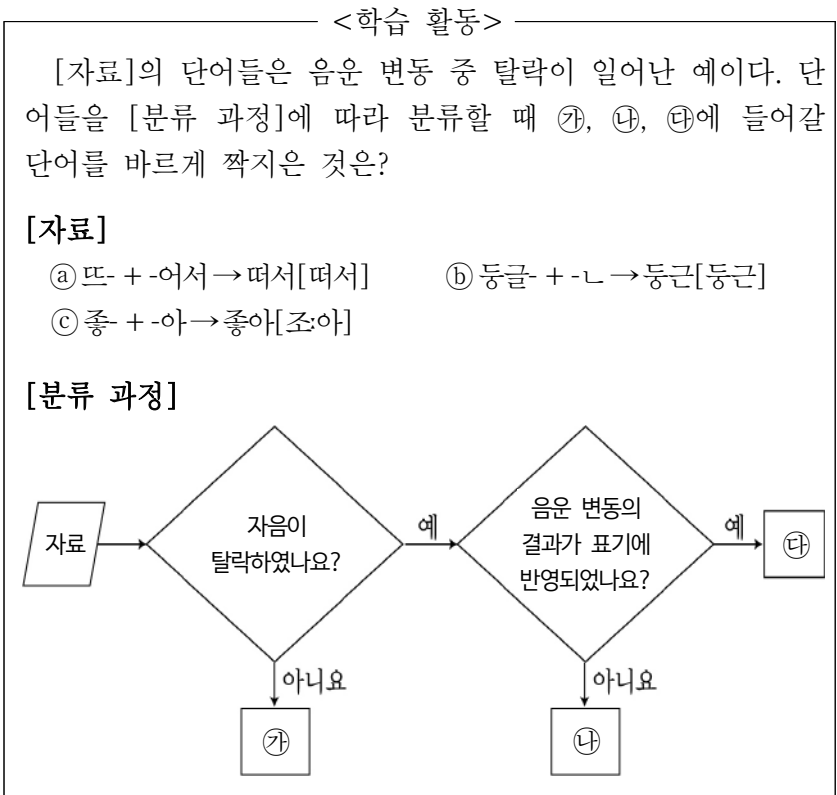 <학습 활동>
[자료]의 단어들은 음운 변동 중 탈락이 일어난 예이다. 단
어들을 [분류 과정]에 따라 분류할 때 ㉮, ㉯, ㉰에 들어갈
단어를 바르게 짝지은 것은?
[자료]
ⓐ 뜨- + -어서 → 떠서[떠서] ⓑ 둥글- + -ㄴ → 둥근[둥근]
ⓒ 좋- + -아 → 좋아[조:아]
[분류 과정]
자료
자음이
탈락하였나요?
예
음운 변동의
결과가 표기에
반영되었나요?
예
㉰
아니요
아니요
㉮
㉯